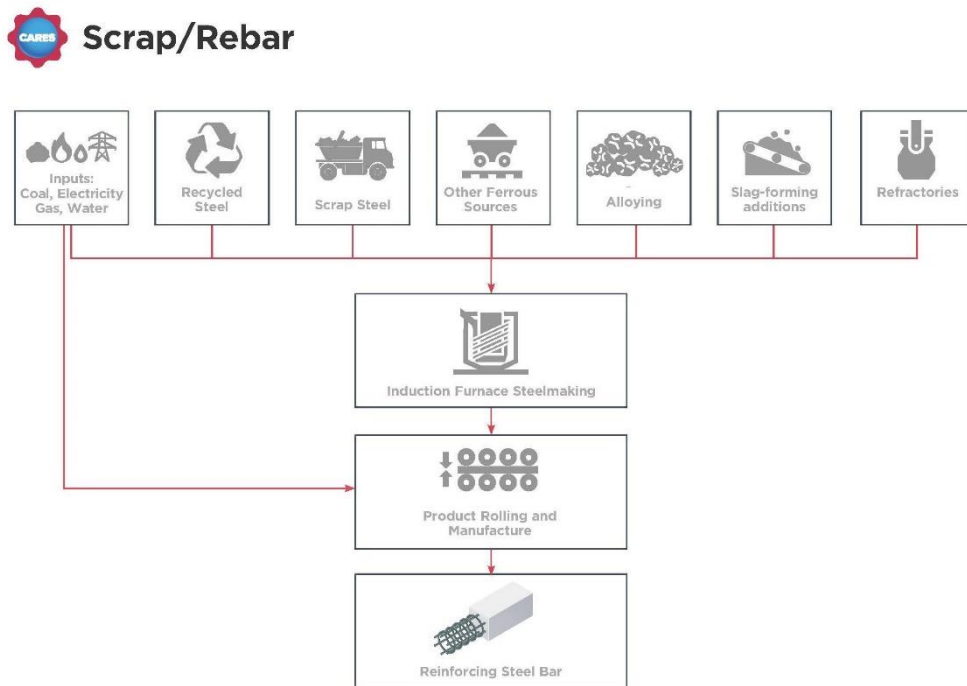 CARES
Scrap/Rebar
Inputs:
Coal, Electricity
Gas, Water
Recycled
Steel
Scrap Steel
Other Ferrous
Sources
Alloying
Slag-forming
additions
Refractories
Induction Furnace Steelmaking
Product Rolling and
Manufacture
Reinforcing Steel Bar